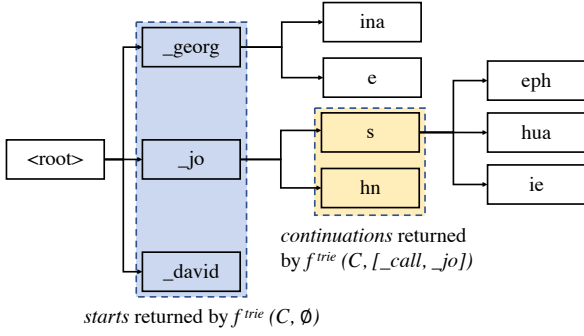 ina
_georg
e
eph
s
<root>
_jo
hua
hn
ie
continuations returned
by f^trie (C, [_call, _jo])
_david
starts returned by f^trie (C, ∅)